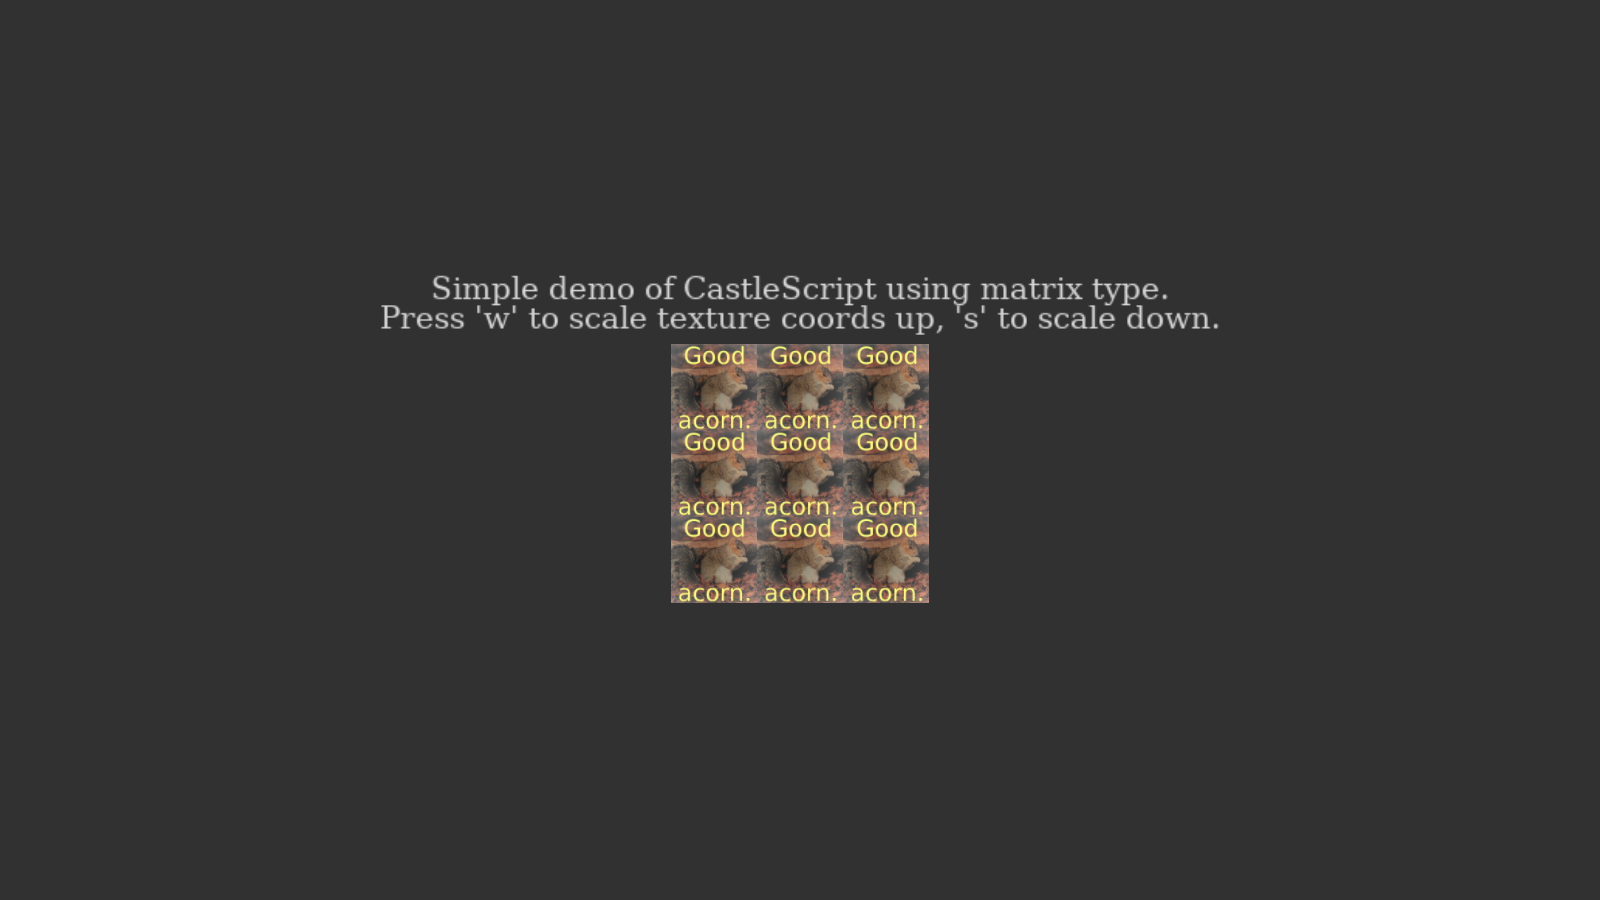 Simple demo of CastleScript using matrix type.
Press 'w' to scale texture coords up, 's' to scale down.
Good Good Good
acorn. acorn. acorn.
Good Good Good
acorn. acorn. acorn.
Good Good Good
acorn. acorn. acorn.